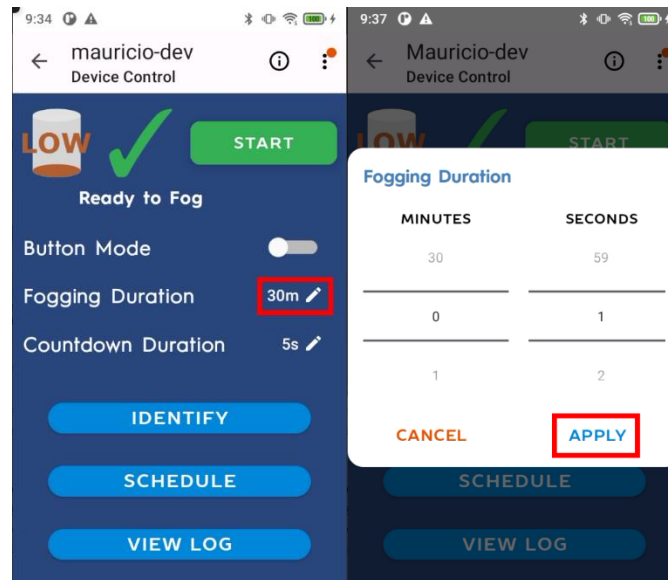 9:34
mauricio-dev
Device Control
LOW
START
Ready to Fog
Button Mode
Fogging Duration 30m
Countdown Duration 5s
IDENTIFY
SCHEDULE
VIEW LOG
9:37
Mauricio-dev
Device Control
LOW
START
Fogging Duration
MINUTES SECONDS
30 59
0 1
1 2
CANCEL APPLY
SCHEDULE
VIEW LOG